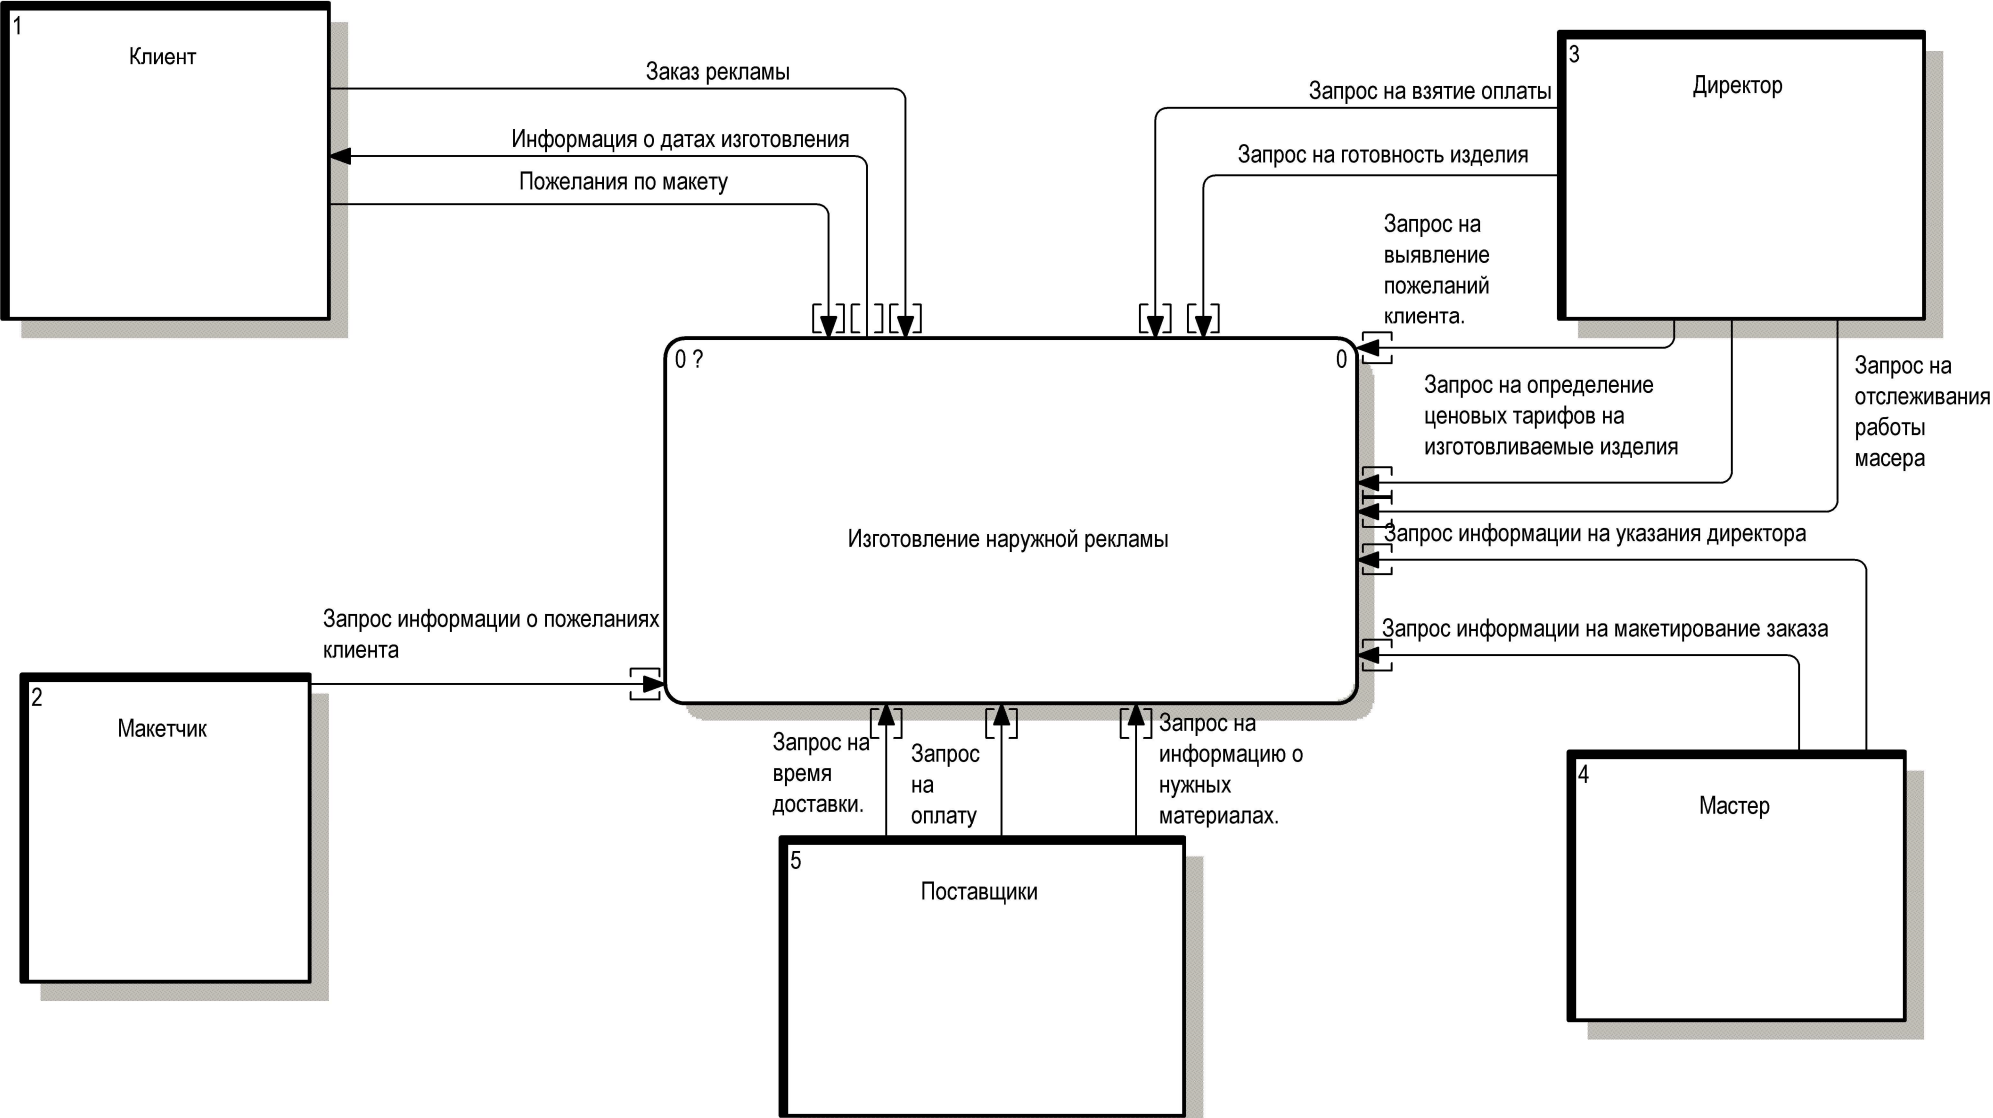 1
Клиент
Заказ рекламы
Информация о датах изготовления
Пожелания по макету
3
Директор
Запрос на взятие оплаты
Запрос на готовность изделия
Запрос на
выявление
пожеланий
клиента.
Запрос на определение
ценовых тарифов на
изготовливаемые изделия
Запрос на
отслеживания
работы
масера
0 ?
0
Изготовление наружной рекламы
Запрос информации на указания директора
Запрос информации на макетирование заказа
Запрос информации о пожеланиях
клиента
2
Макетчик
Запрос на
время
доставки.
Запрос
на
оплату
Запрос на
информацию о
нужных
материалах.
4
Мастер
5
Поставщики